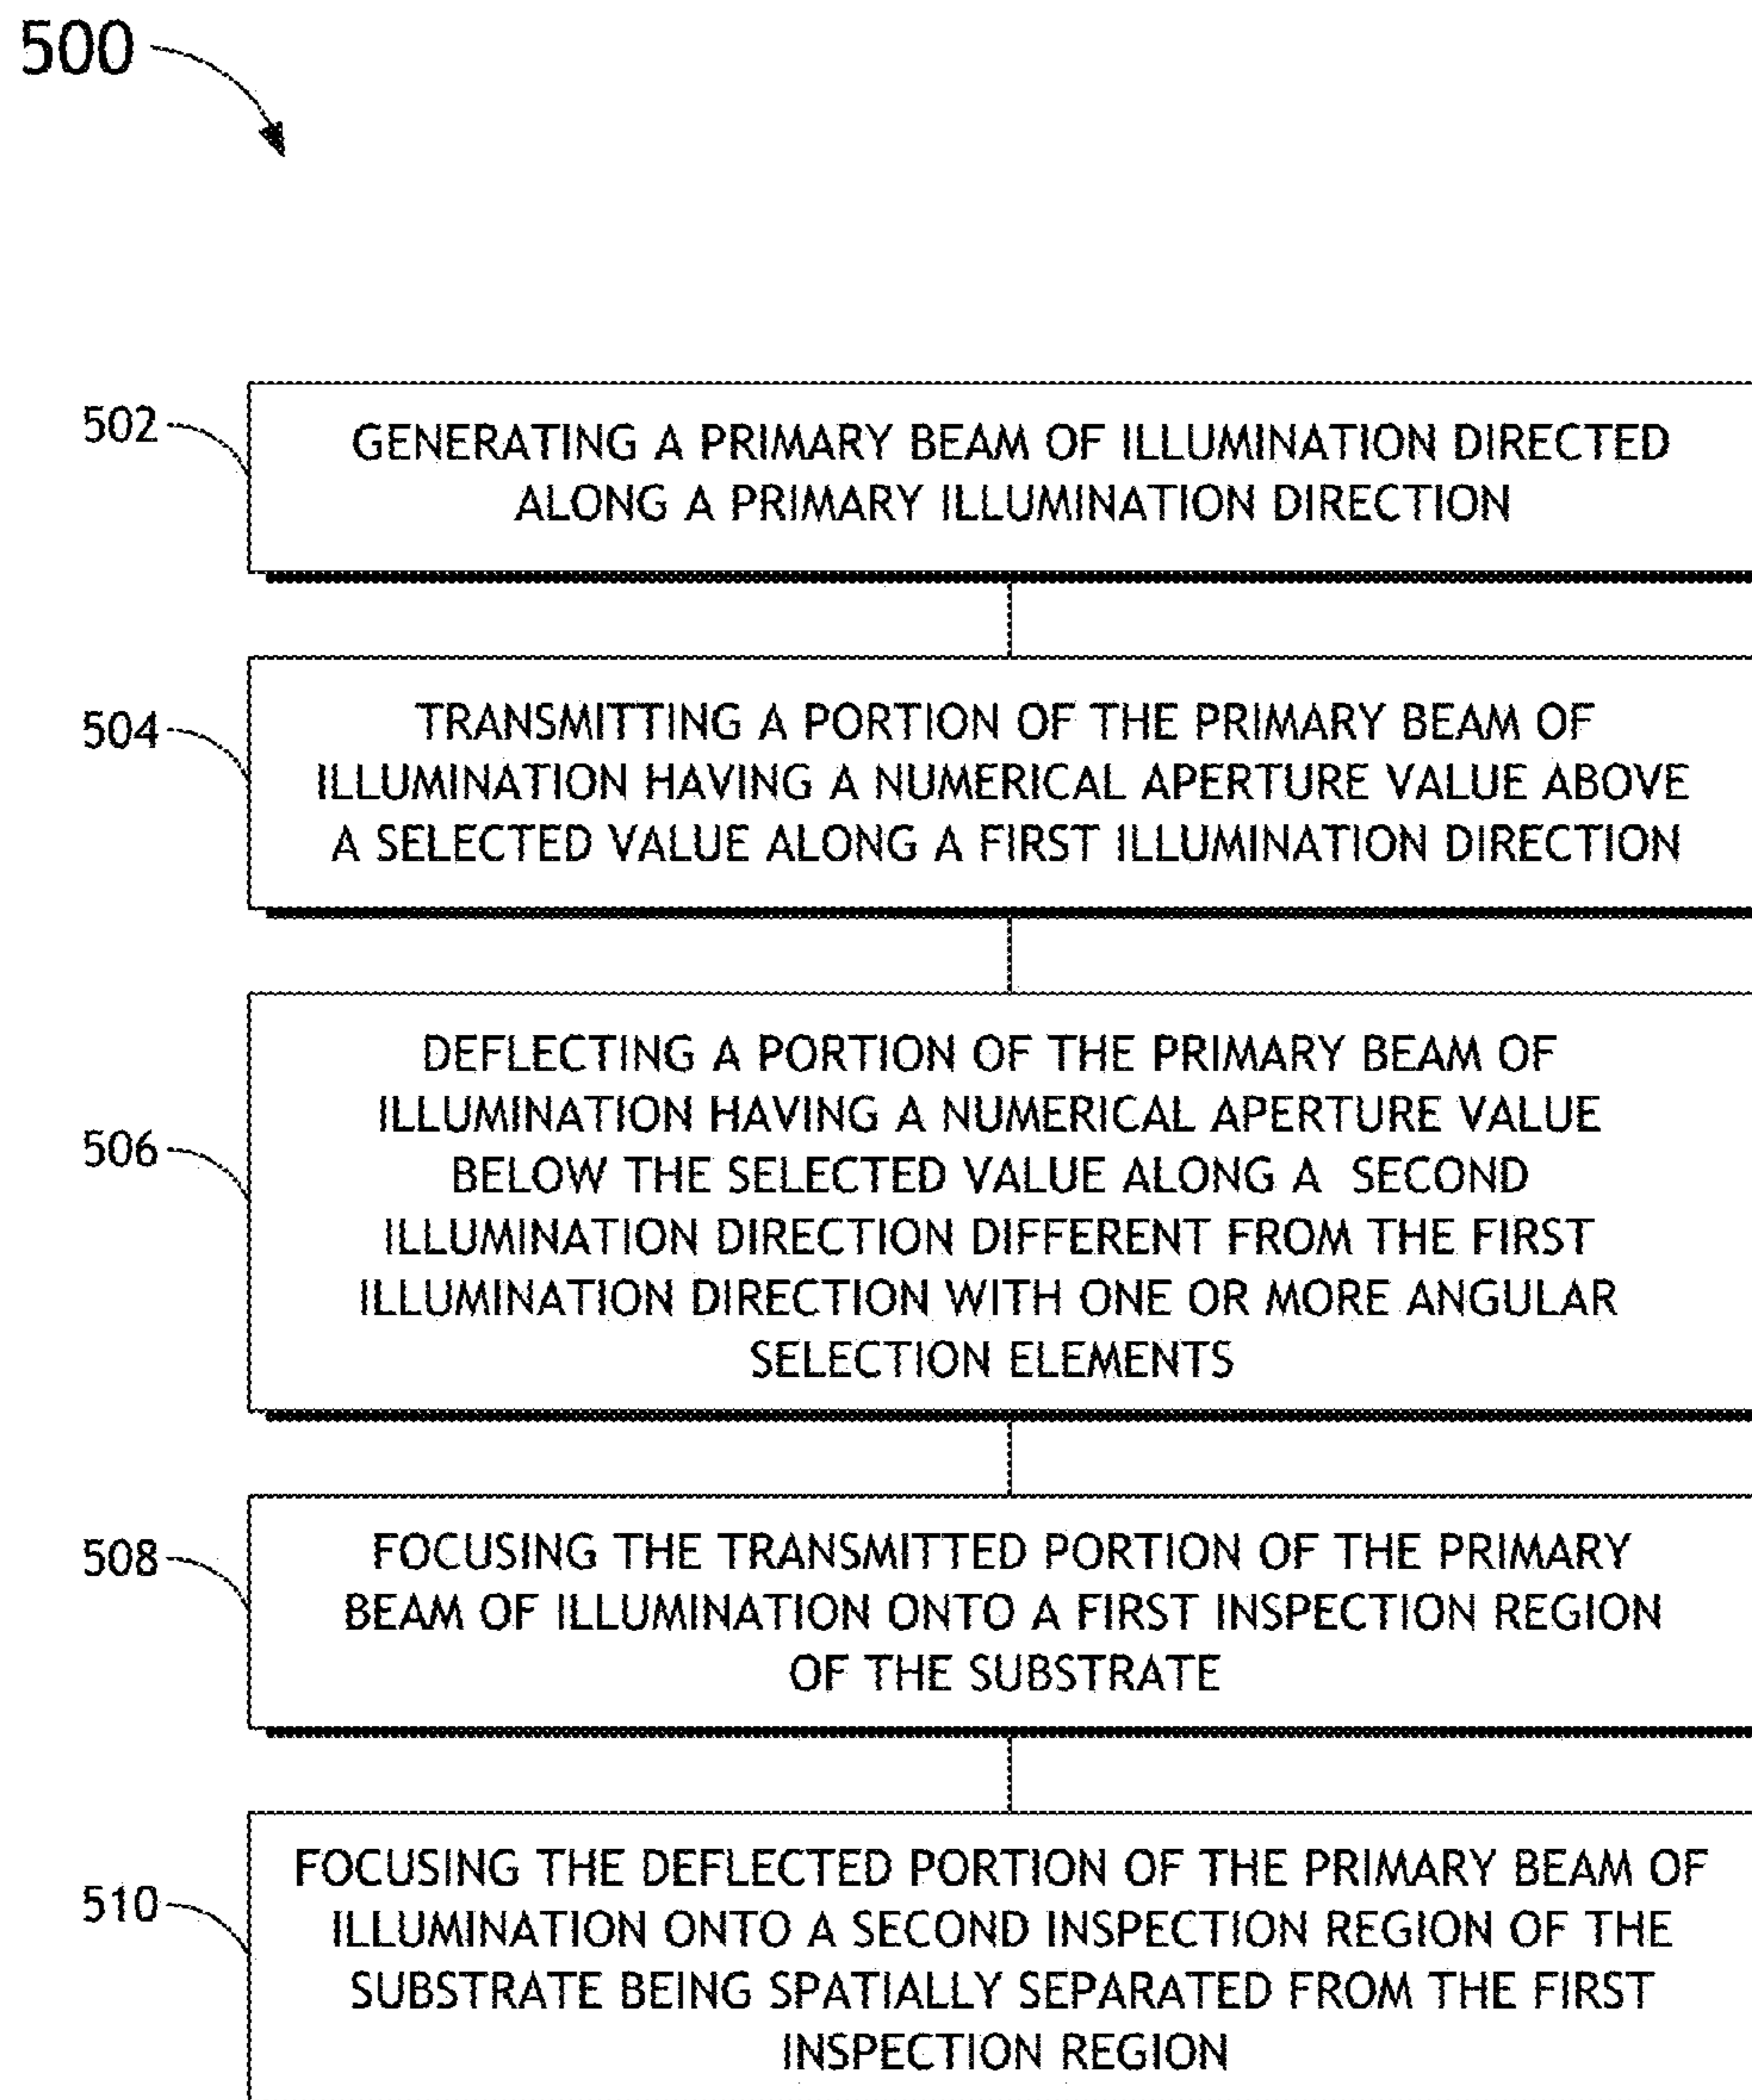 500
502
GENERATING A PRIMARY BEAM OF ILLUMINATION DIRECTED
ALONG A PRIMARY ILLUMINATION DIRECTION
504
TRANSMITTING A PORTION OF THE PRIMARY BEAM OF
ILLUMINATION HAVING A NUMERICAL APERTURE VALUE ABOVE
A SELECTED VALUE ALONG A FIRST ILLUMINATION DIRECTION
506
DEFLECTING A PORTION OF THE PRIMARY BEAM OF
ILLUMINATION HAVING A NUMERICAL APERTURE VALUE
BELOW THE SELECTED VALUE ALONG A SECOND
ILLUMINATION DIRECTION DIFFERENT FROM THE FIRST
ILLUMINATION DIRECTION WITH ONE OR MORE ANGULAR
SELECTION ELEMENTS
508
FOCUSING THE TRANSMITTED PORTION OF THE PRIMARY
BEAM OF ILLUMINATION ONTO A FIRST INSPECTION REGION
OF THE SUBSTRATE
510
FOCUSING THE DEFLECTED PORTION OF THE PRIMARY BEAM OF
ILLUMINATION ONTO A SECOND INSPECTION REGION OF THE
SUBSTRATE BEING SPATIALLY SEPARATED FROM THE FIRST
INSPECTION REGION